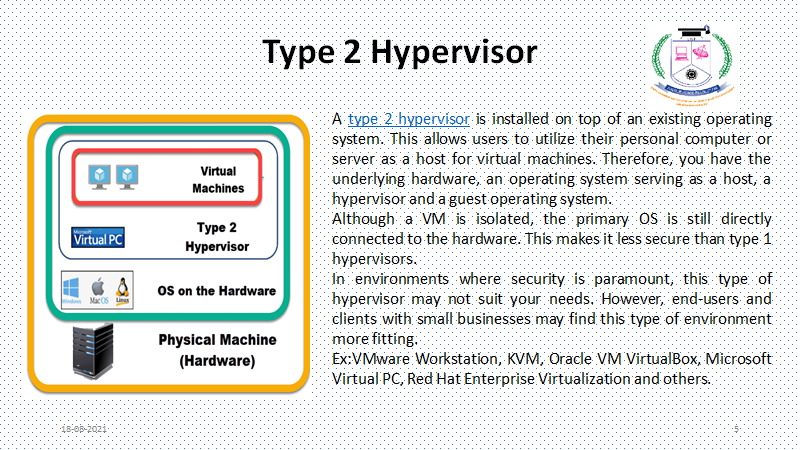 Type 2 Hypervisor
Virtual
Machines
Microsoft
Virtual PC
Type 2
Hypervisor
Windows
Mac OS
Linux
OS on the Hardware
Physical Machine
(Hardware)
A type 2 hypervisor is installed on top of an existing operating
system. This allows users to utilize their personal computer or
server as a host for virtual machines. Therefore, you have the
underlying hardware, an operating system serving as a host, a
hypervisor and a guest operating system.
Although a VM is isolated, the primary OS is still directly
connected to the hardware. This makes it less secure than type 1
hypervisors.
In environments where security is paramount, this type of
hypervisor may not suit your needs. However, end-users and
clients with small businesses may find this type of environment
more fitting.
Ex:VMware Workstation, KVM, Oracle VM VirtualBox, Microsoft
Virtual PC, Red Hat Enterprise Virtualization and others.
18-08-2021
5